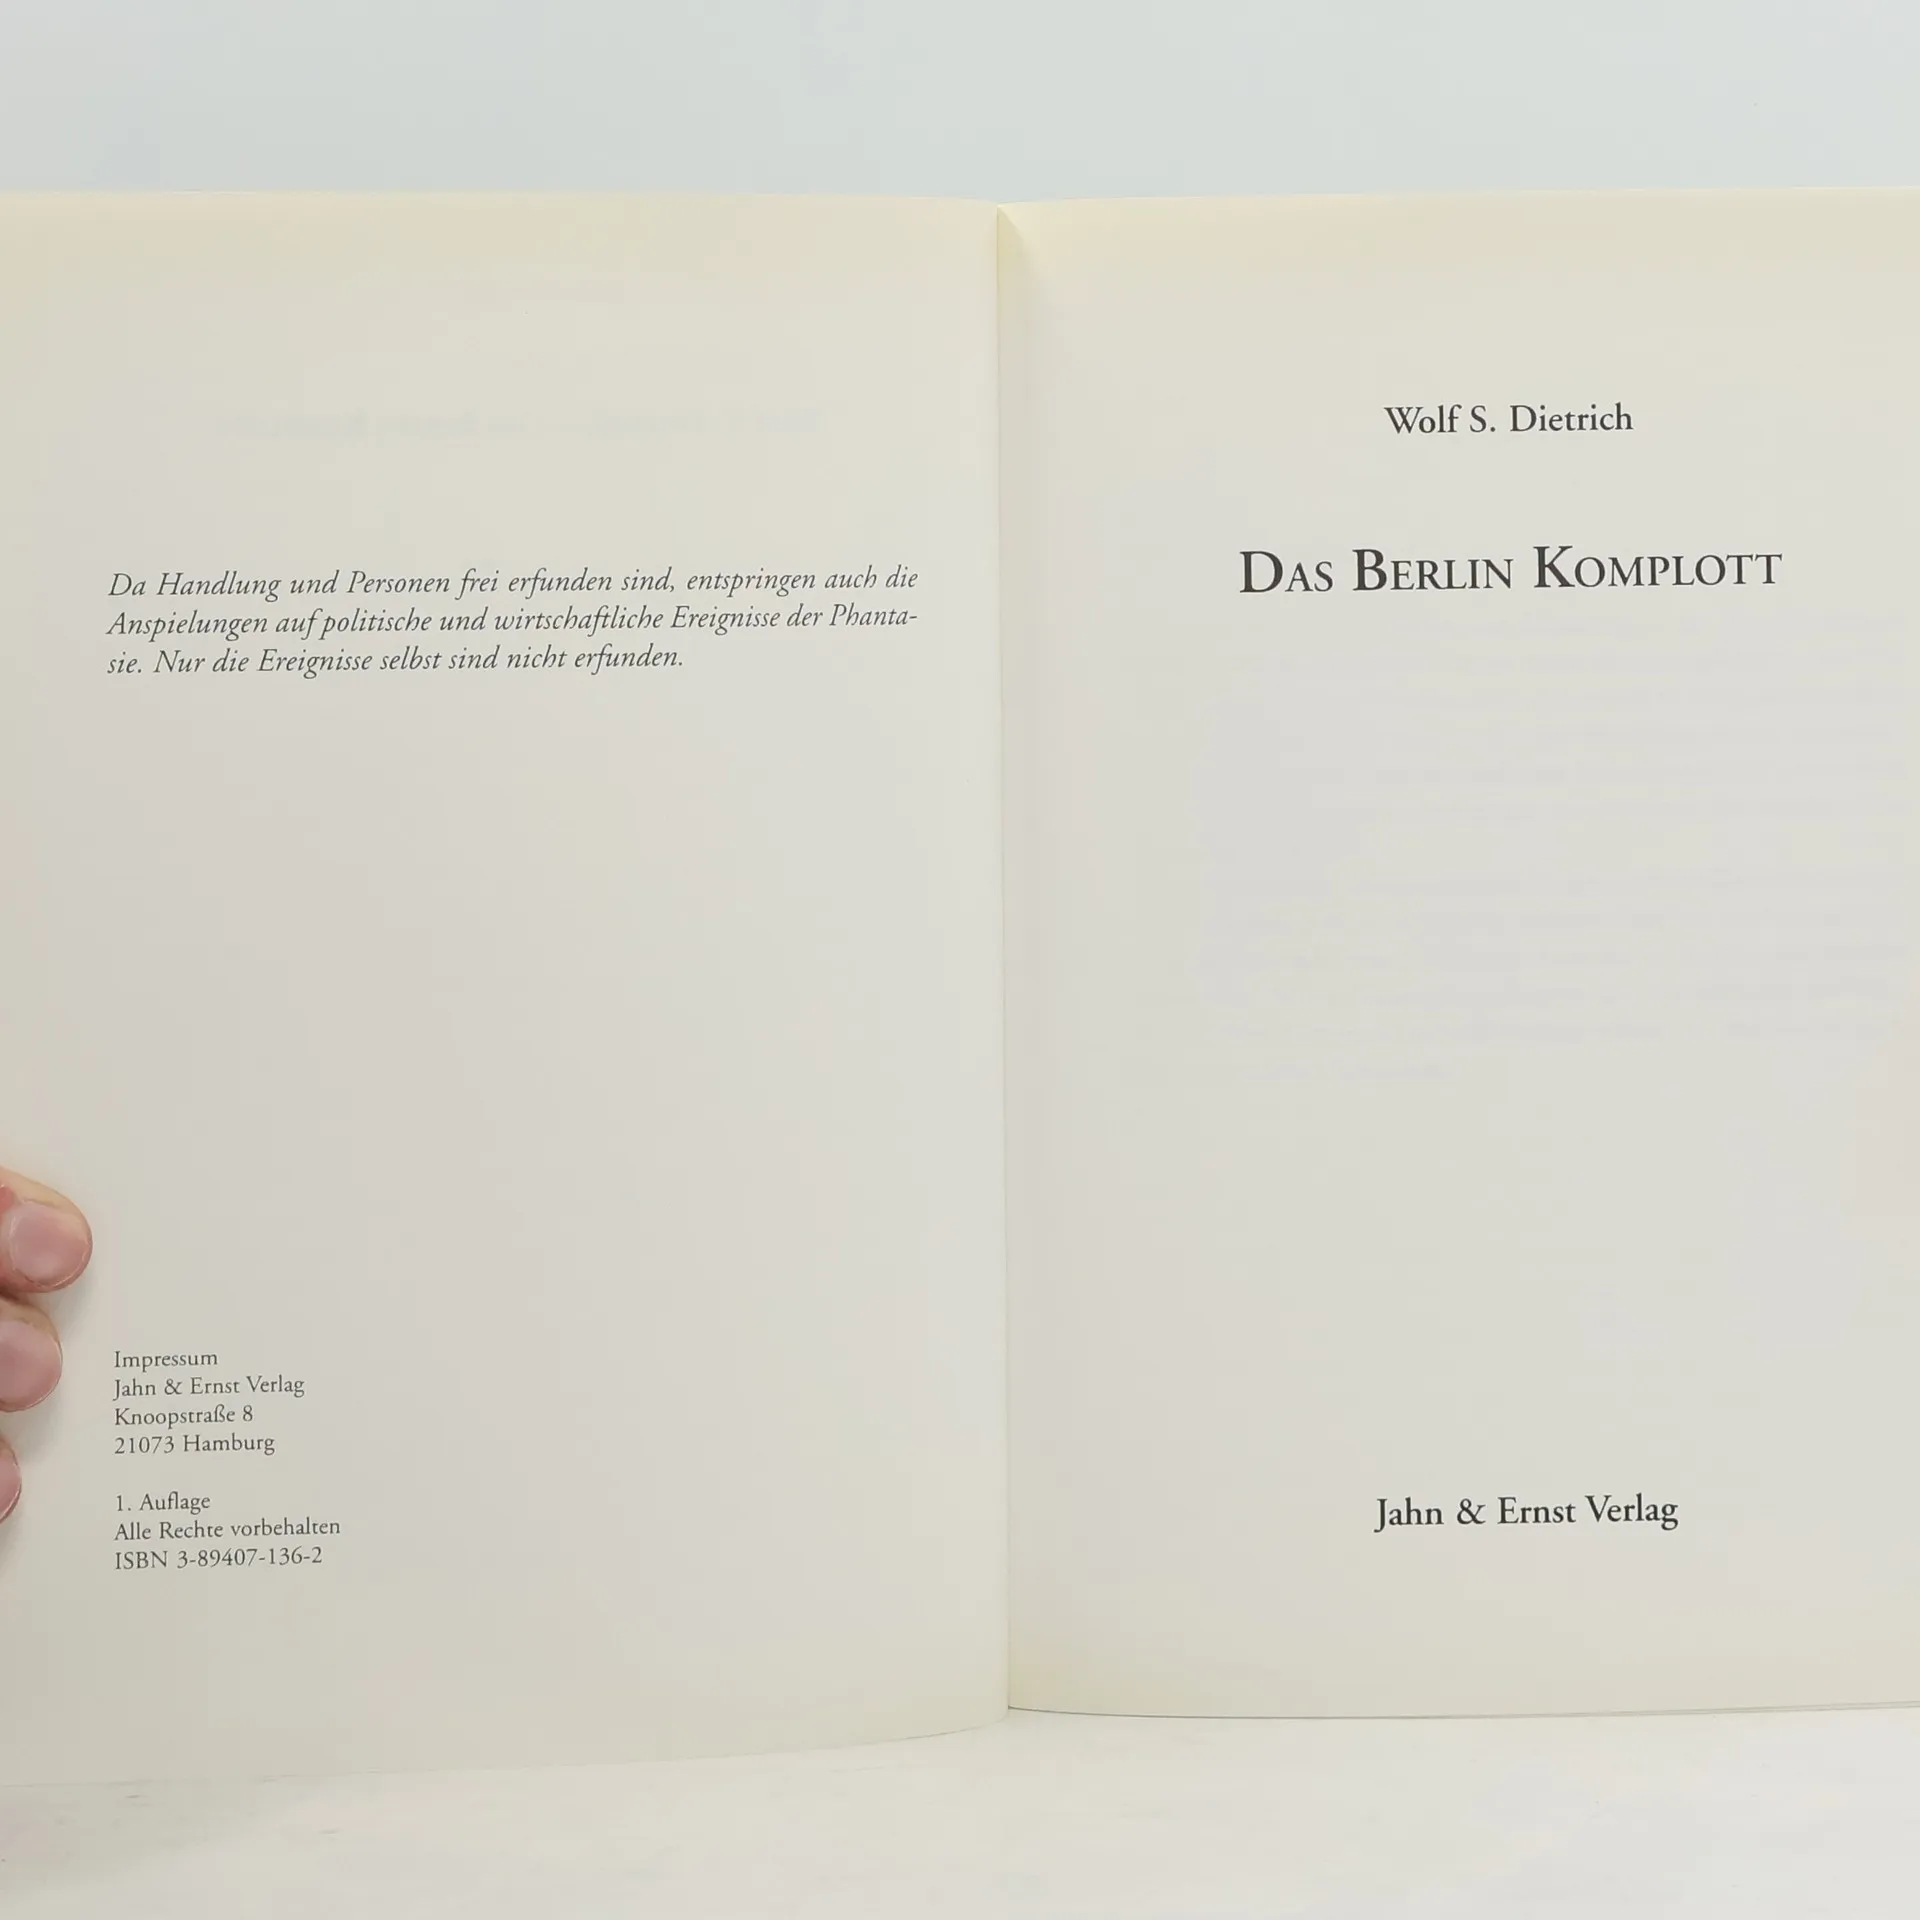 Da Handlung und Personen frei erfunden sind, entspringen auch die
Anspielungen auf politische und wirtschaftliche Ereignisse der Phanta-
sie. Nur die Ereignisse selbst sind nicht erfunden.
Impressum
Jahn & Ernst Verlag
Knoopstraße 8
21073 Hamburg
1. Auflage
Alle Rechte vorbehalten
ISBN 3-89407-136-2
Wolf S. Dietrich
DAS BERLIN KOMPLOTT
Jahn & Ernst Verlag